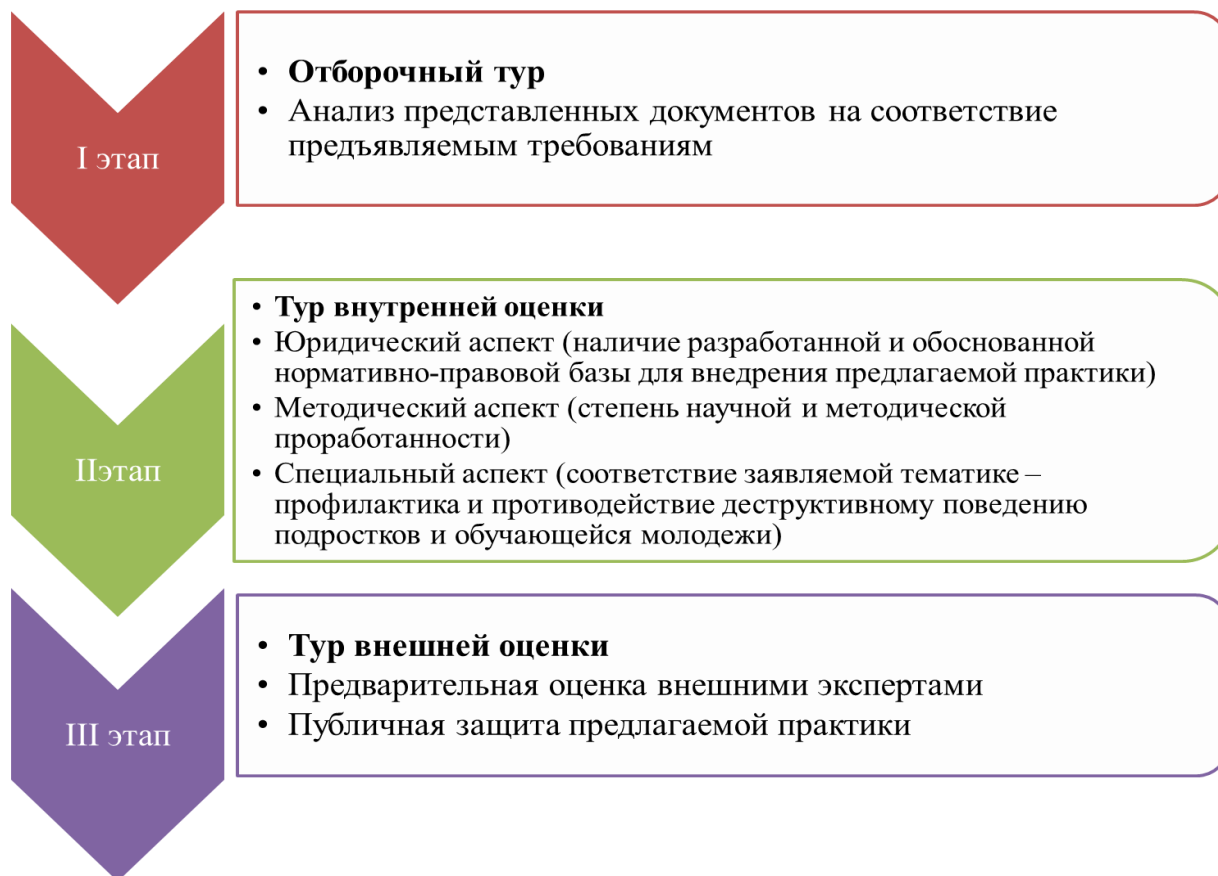 I этап
• Отборочный тур
• Анализ представленных документов на соответствие
предъявляемым требованиям
IIэтап
• Тур внутренней оценки
• Юридический аспект (наличие разработанной и обоснованной
нормативно-правовой базы для внедрения предлагаемой практики)
• Методический аспект (степень научной и методической
проработанности)
• Специальный аспект (соответствие заявляемой тематике –
профилактика и противодействие деструктивному поведению
подростков и обучающейся молодежи)
III этап
• Тур внешней оценки
• Предварительная оценка внешними экспертами
• Публичная защита предлагаемой практики